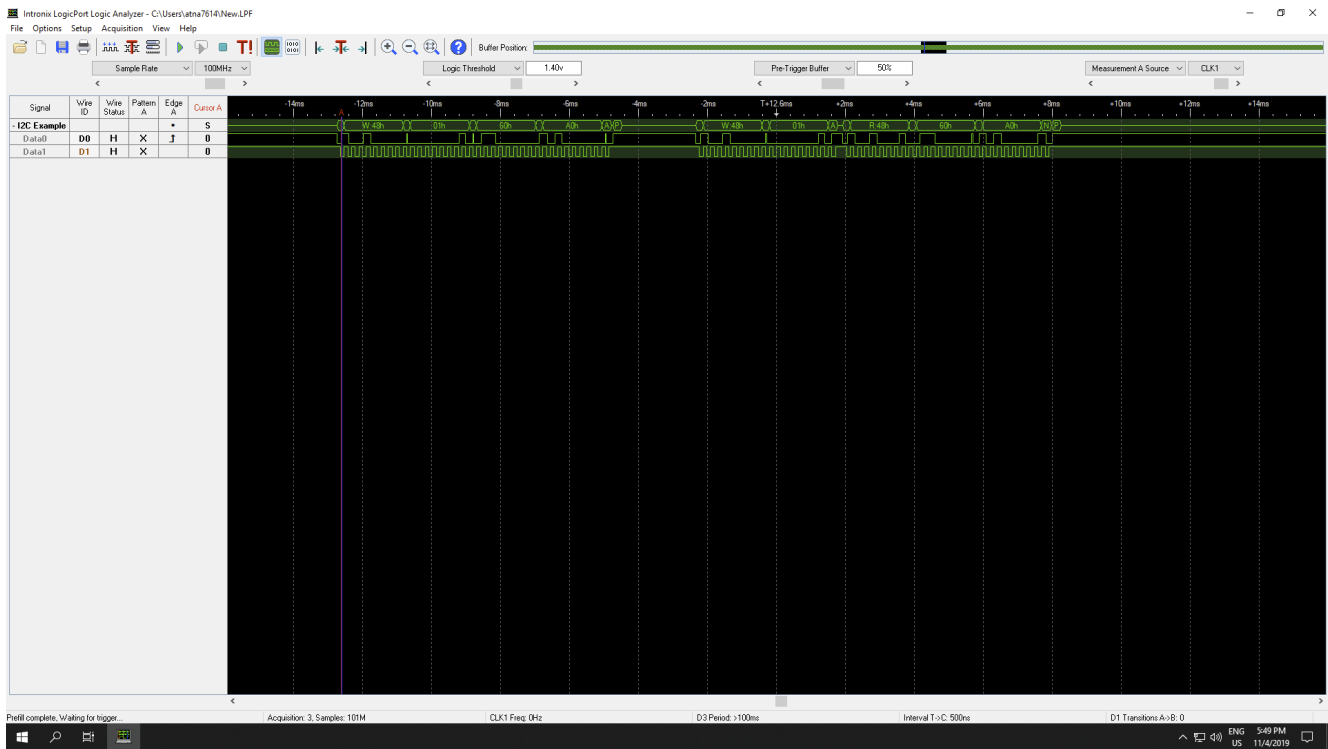 Intronix LogicPort Logic Analyzer - C:\Users\atna7614\New.LPF
File Options Setup Acquisition View Help
T! Buffer Position:
Sample Rate 100MHz Logic Threshold 1.40v Pre-Trigger Buffer 50% Measurement A Source CLK1
Signal Wire ID Wire Status Pattern A Edge A Cursor A
-14ms -12ms -10ms -8ms -6ms -4ms -2ms T+12.6ms +2ms +4ms +6ms +8ms +10ms +12ms +14ms
A
- I2C Example S W:48h 01h 60h A0h A P W:48h 01h A R:48h 60h A0h N P
Data0 D0 H X 0
Data1 D1 H X 0
Prefill complete, Waiting for trigger... Acquisition: 3, Samples: 101M CLK1 Freq: 0Hz D3 Period: >100ms Interval T->C: 500ns D1 Transitions A->B: 0
ENG 5:49 PM
US 11/4/2019